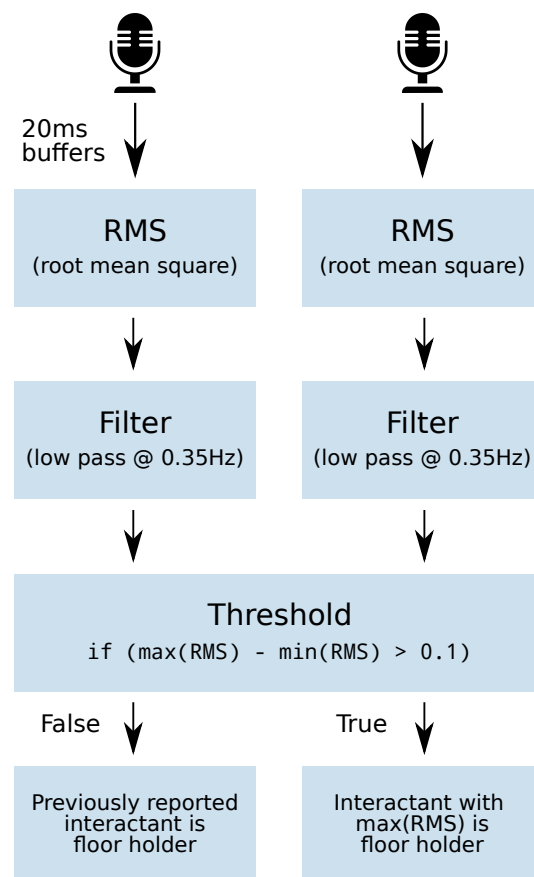 20ms
buffers
RMS
(root mean square)
RMS
(root mean square)
Filter
(low pass @ 0.35Hz)
Filter
(low pass @ 0.35Hz)
Threshold
if (max(RMS) - min(RMS) > 0.1)
False
True
Previously reported
interactant is
floor holder
Interactant with
max(RMS) is
floor holder